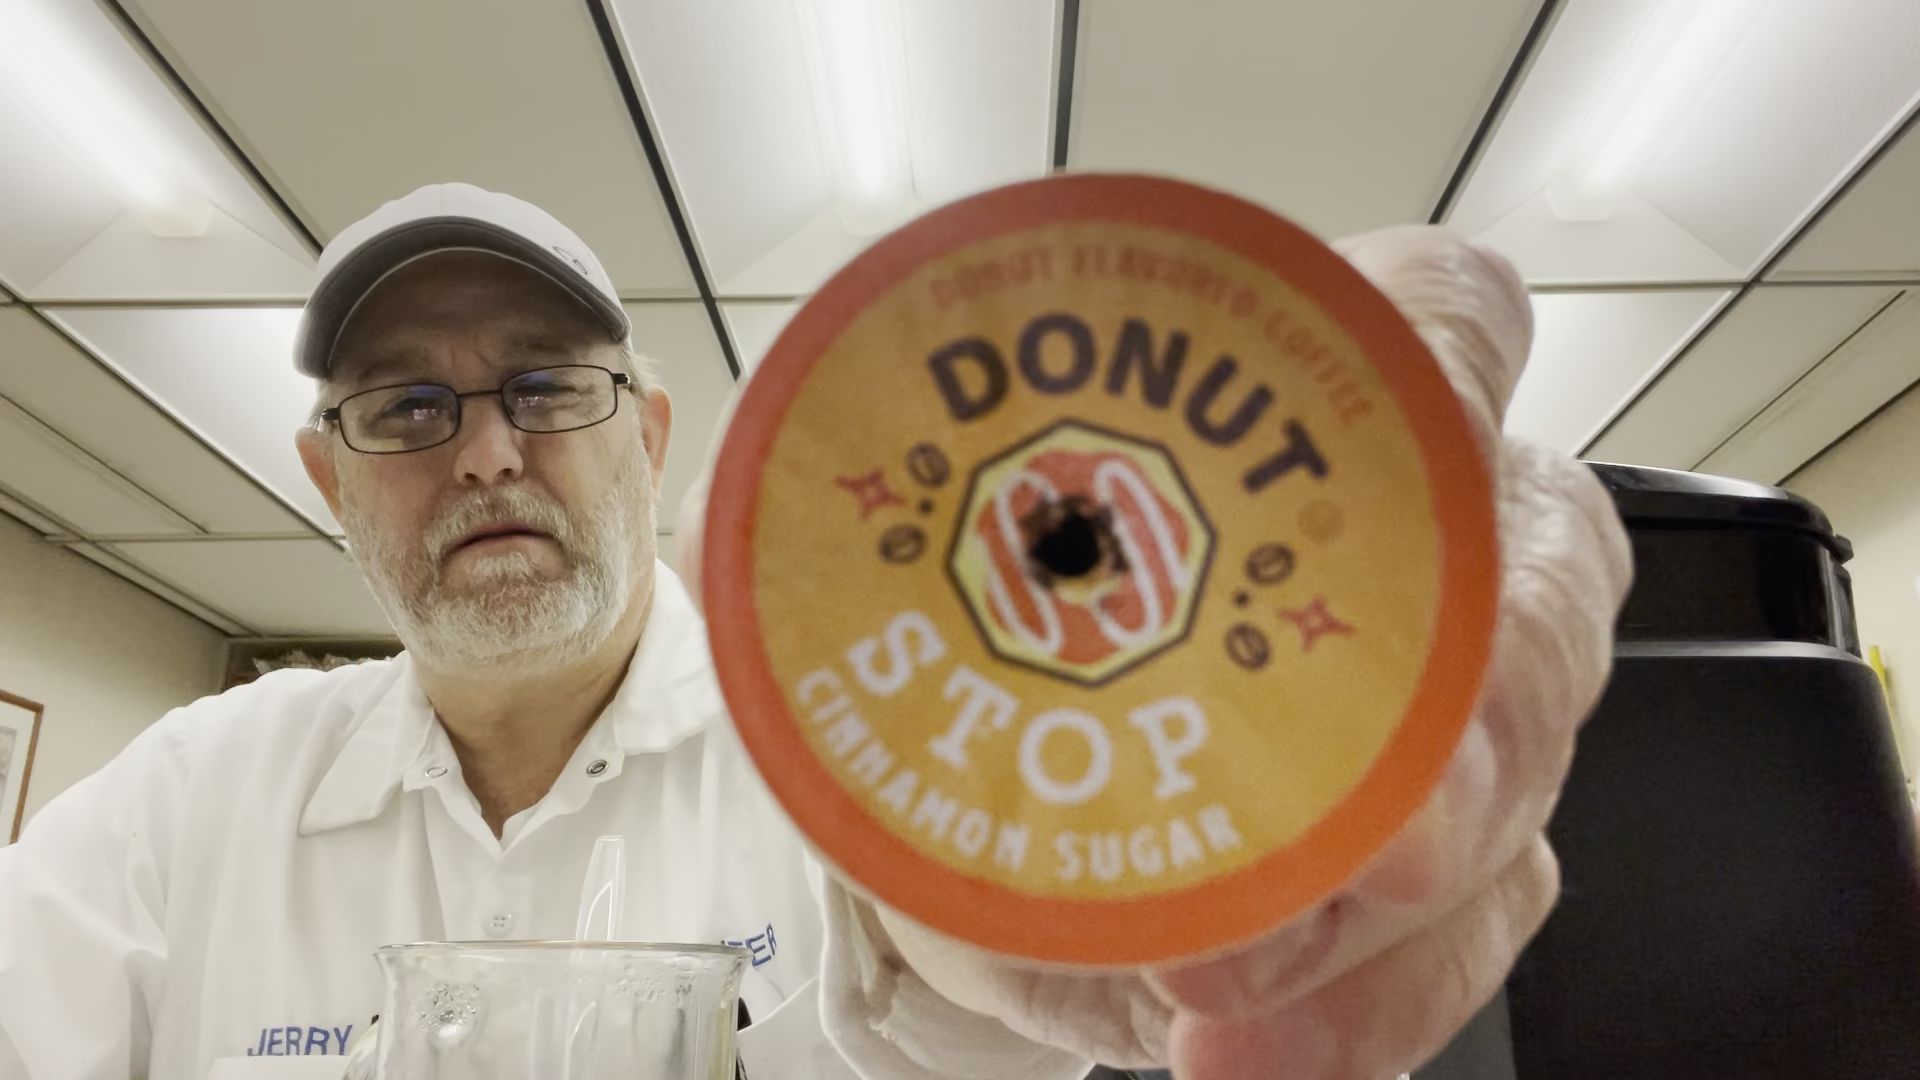 DONUT FLAVORED COFFEE
DONUT
STOP
CINNAMON SUGAR
JERRY